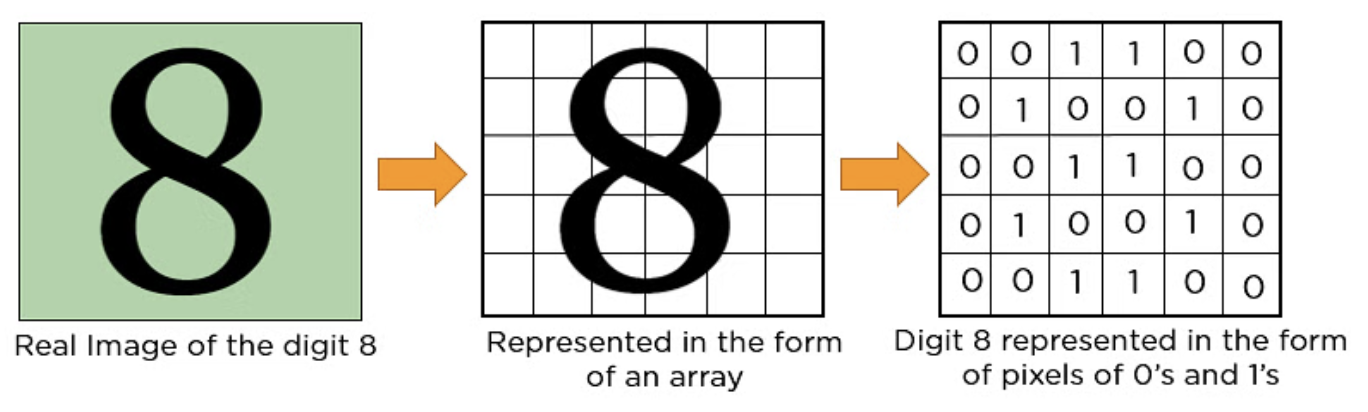 8
Real Image of the digit 8
8
Represented in the form
of an array
0 0 1 1 0 0
0 1 0 0 1 0
0 0 1 1 0 0
0 1 0 0 1 0
0 0 1 1 0 0
Digit 8 represented in the form
of pixels of 0's and 1's